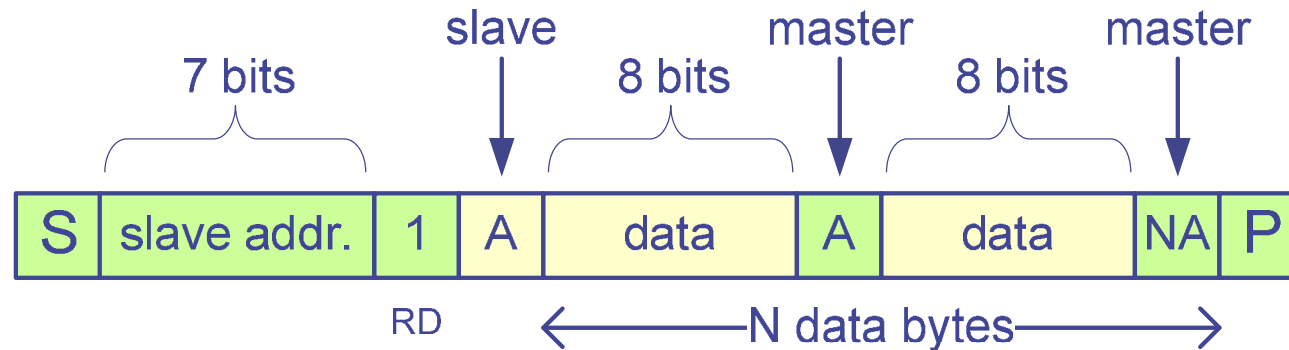 slave master master
7 bits 8 bits 8 bits
S slave addr. 1 A data A data NA P
RD N data bytes